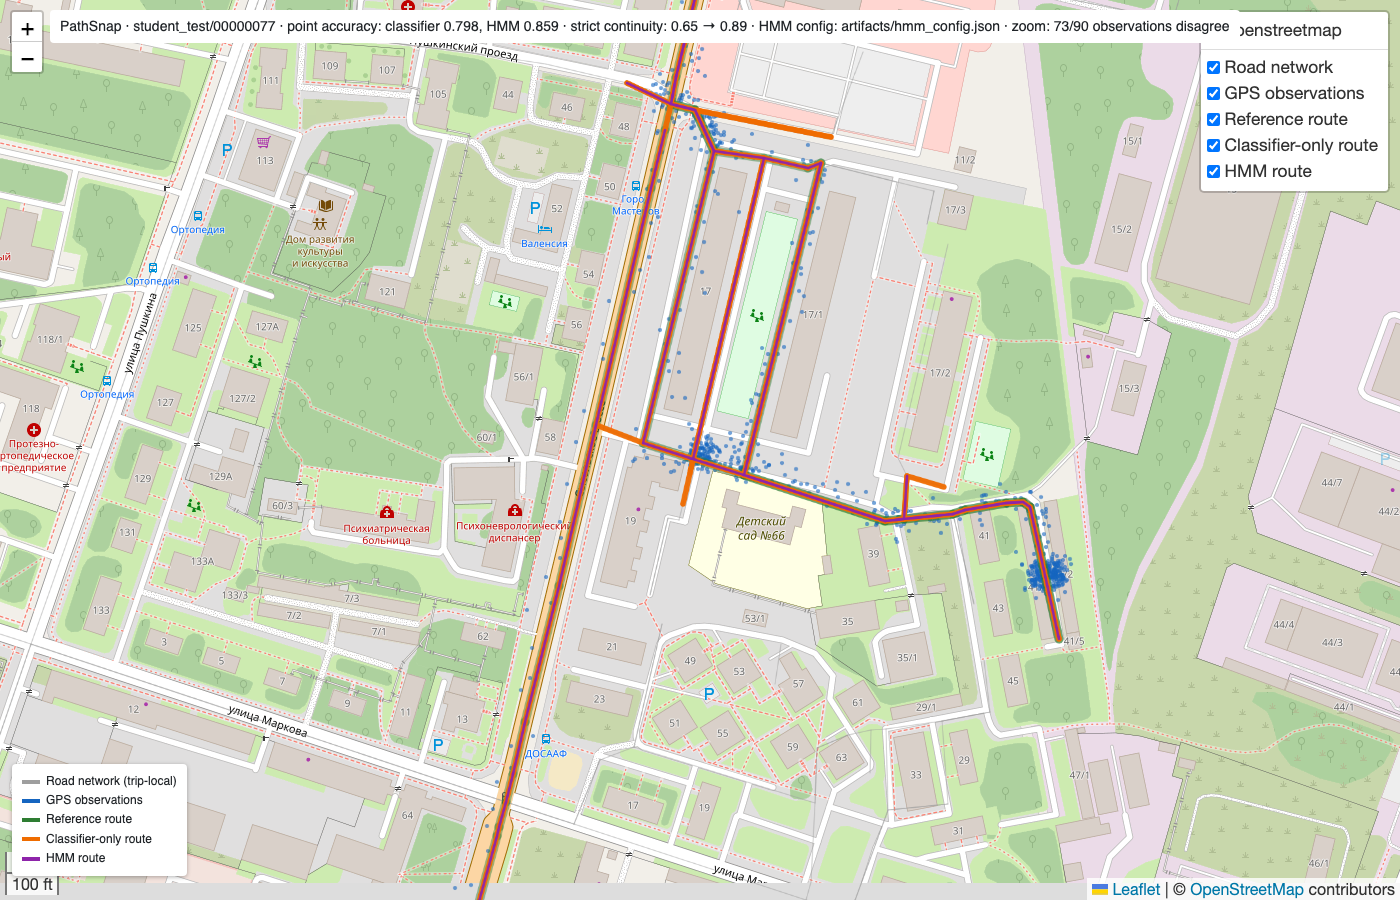 +
−
PathSnap · student_test/00000077 · point accuracy: classifier 0.798, HMM 0.859 · strict continuity: 0.65 → 0.89 · HMM config: artifacts/hmm_config.json · zoom: 73/90 observations disagree
penstreetmap
Road network
GPS observations
Reference route
Classifier-only route
HMM route
проезд
109
107
111
105
44
46
48
113
P
50
52
P
Валенсия
54
56
Ортопедия
Ортопедия
Ортопедия
Дом развития
культуры
и искусства
121
125
127А
118/1
улица Пушкина
127
127/2
118
Протезно-
ортопедическое
предприятие
129
129А
60/3
60/1
56/1
58
Психиатрическая
больница
Психоневрологический
диспансер
131
133А
133/3
133
7/3
7/2
7/1
62
3
5
7
9
11
13
12
P
улица Маркова
64
ДОСААФ
17
17/1
17/2
17/3
11/2
15/1
15/2
15/3
19
Детский
сад №66
39
41
43
45
41/5
35
35/1
53/1
21
23
49
53
57
51
55
59
61
63
P
29/1
33
29
31
17
19
47/1
44/7
44/2
44/4
44/3
44/1
46/1
P
Road network (trip-local)
GPS observations
Reference route
Classifier-only route
HMM route
100 ft
Leaflet | © OpenStreetMap contributors